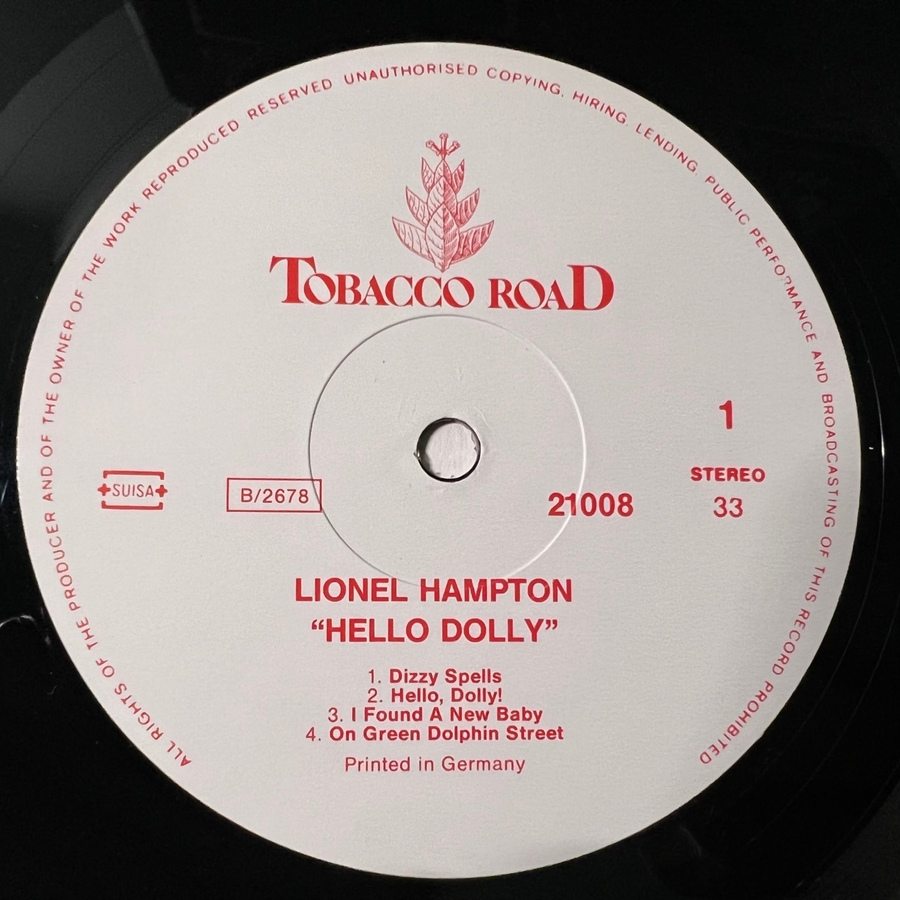 ALL RIGHTS OF THE PRODUCER AND OF THE OWNER OF THE WORK REPRODUCED RESERVED UNAUTHORISED COPYING, HIRING, LENDING, PUBLIC PERFORMANCE AND BROADCASTING OF THIS RECORD PROHIBITED
TOBACCO ROAD
1
STEREO
33
SUISA
B/2678
21008
LIONEL HAMPTON
“HELLO DOLLY”
1. Dizzy Spells
2. Hello, Dolly!
3. I Found A New Baby
4. On Green Dolphin Street
Printed in Germany